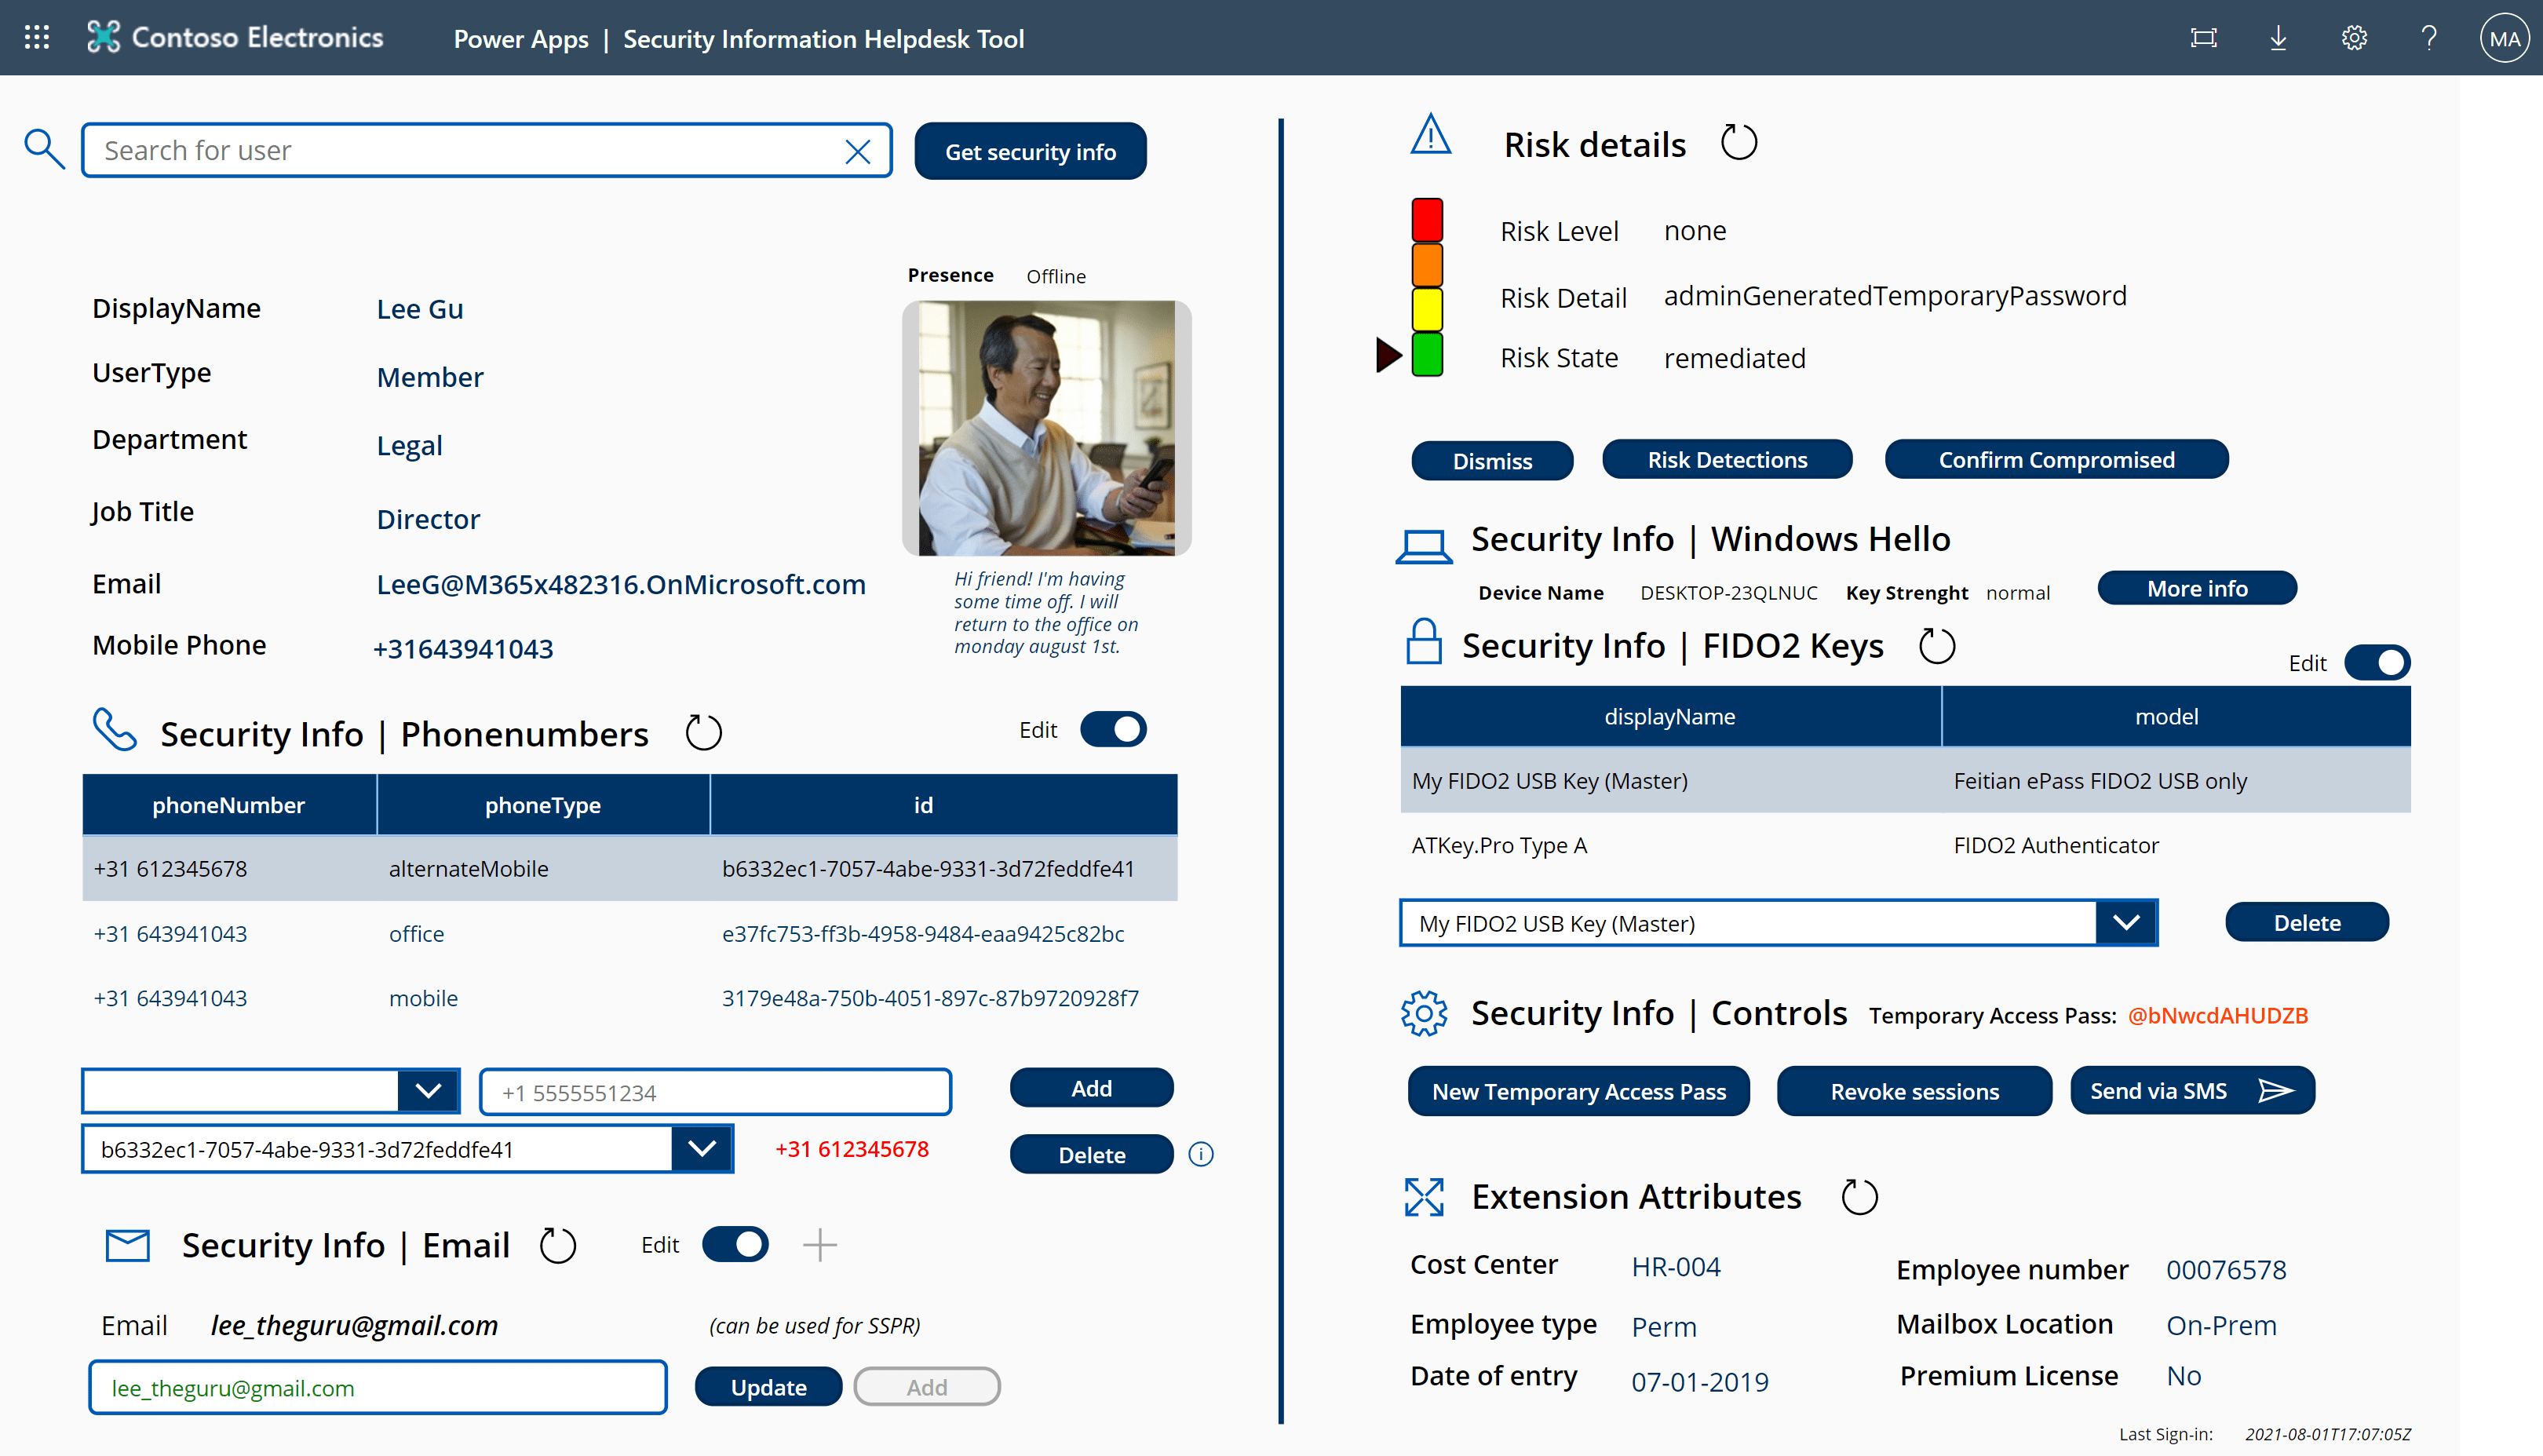 Contoso Electronics
Power Apps | Security Information Helpdesk Tool
MA
Search for user
Get security info
Presence Offline
DisplayName Lee Gu
UserType Member
Department Legal
Job Title Director
Email LeeG@M365x482316.OnMicrosoft.com
Mobile Phone +31643941043
Hi friend! I'm having
some time off. I will
return to the office on
monday august 1st.
Security Info | Phonenumbers
Edit
phoneNumber phoneType id
+31 612345678 alternateMobile b6332ec1-7057-4abe-9331-3d72feddfe41
+31 643941043 office e37fc753-ff3b-4958-9484-eaa9425c82bc
+31 643941043 mobile 3179e48a-750b-4051-897c-87b9720928f7
+1 5555551234 Add
b6332ec1-7057-4abe-9331-3d72feddfe41 +31 612345678 Delete
Security Info | Email Edit
Email lee_theguru@gmail.com (can be used for SSPR)
lee_theguru@gmail.com Update Add
Risk details
Risk Level none
Risk Detail adminGeneratedTemporaryPassword
Risk State remediated
Dismiss Risk Detections Confirm Compromised
Security Info | Windows Hello
Device Name DESKTOP-23QLNUC Key Strenght normal More info
Security Info | FIDO2 Keys
Edit
displayName model
My FIDO2 USB Key (Master) Feitian ePass FIDO2 USB only
ATKey.Pro Type A FIDO2 Authenticator
My FIDO2 USB Key (Master) Delete
Security Info | Controls Temporary Access Pass: @bNwcdAHUDZB
New Temporary Access Pass Revoke sessions Send via SMS
Extension Attributes
Cost Center HR-004 Employee number 00076578
Employee type Perm Mailbox Location On-Prem
Date of entry 07-01-2019 Premium License No
Last Sign-in: 2021-08-01T17:07:05Z